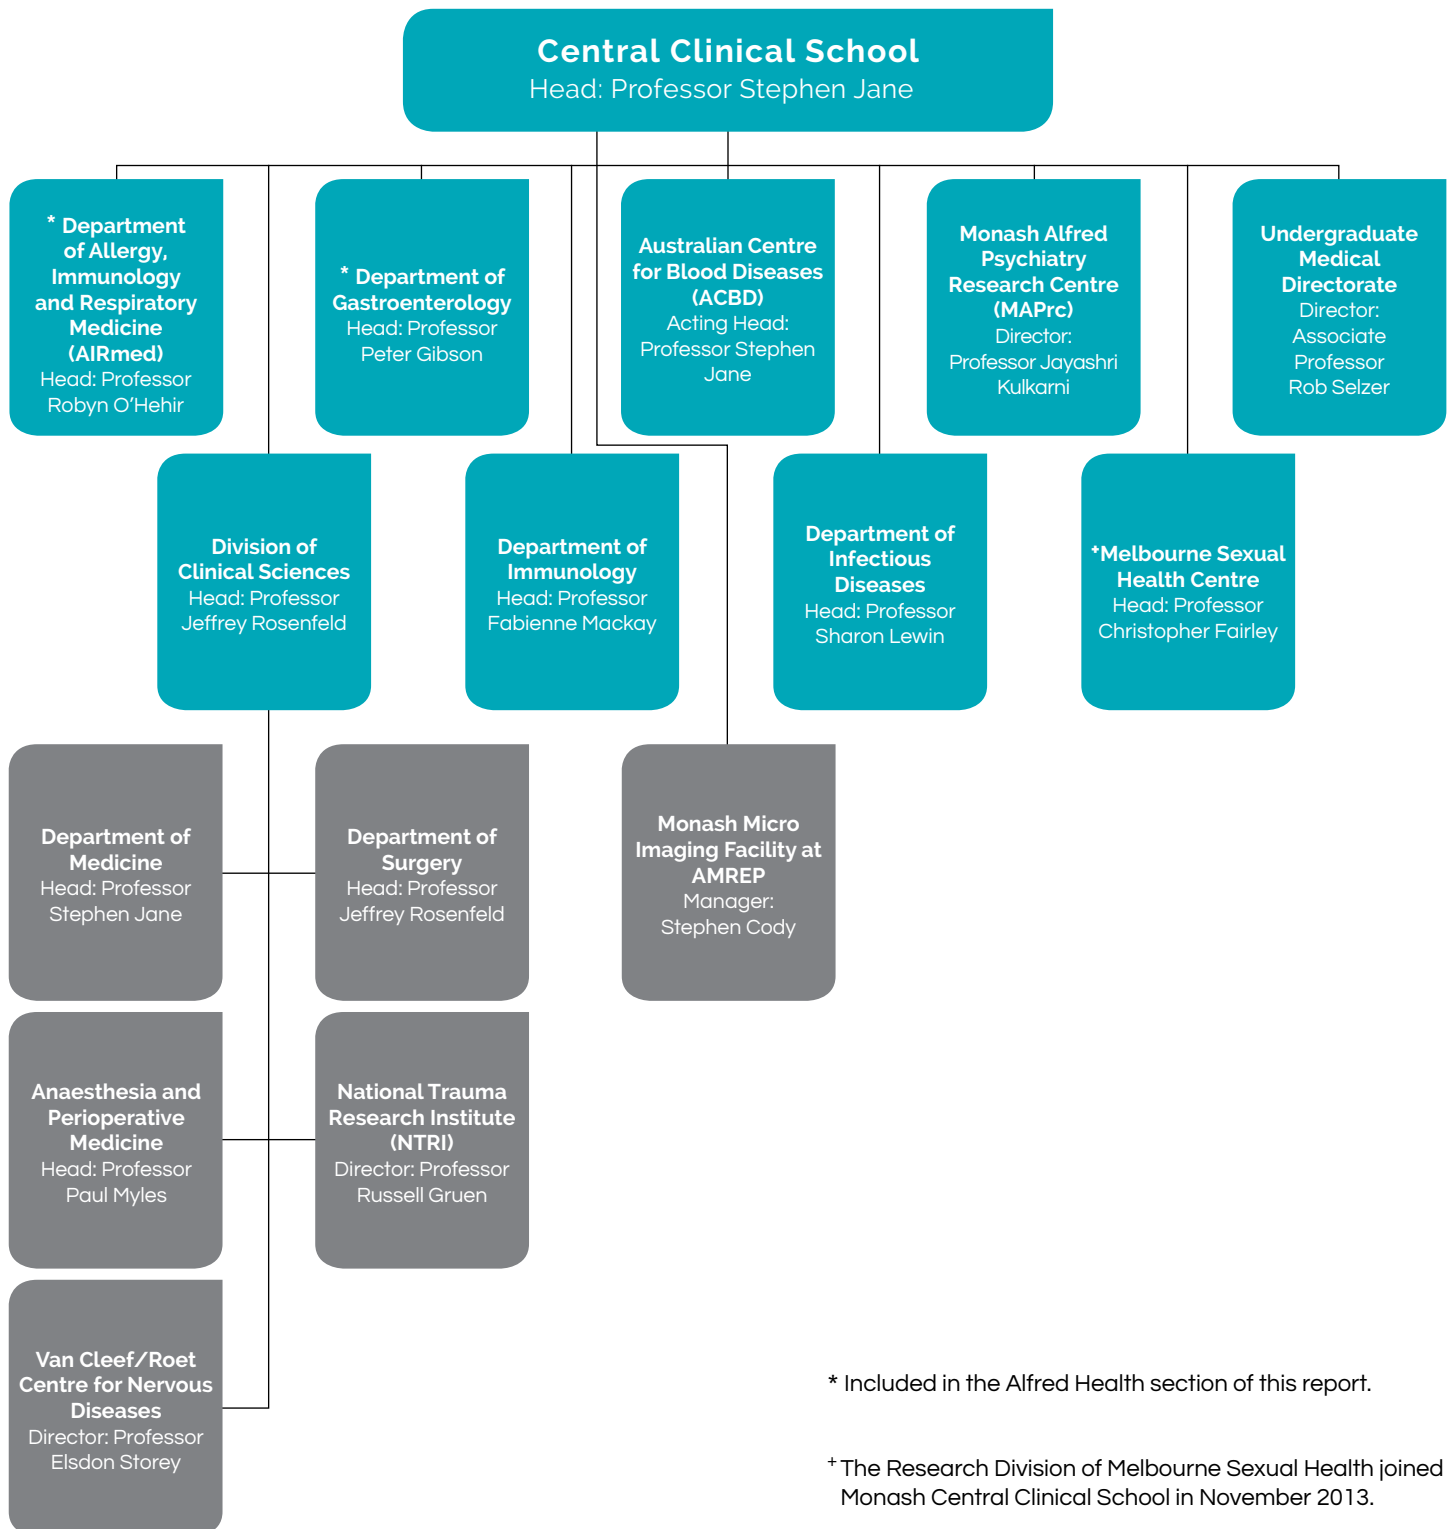 Central Clinical School
Head: Professor Stephen Jane
* Department
of Allergy,
Immunology
and Respiratory
Medicine
(AIRmed)
Head: Professor
Robyn O’Hehir
* Department of
Gastroenterology
Head: Professor
Peter Gibson
Australian Centre
for Blood Diseases
(ACBD)
Acting Head:
Professor Stephen
Jane
Monash Alfred
Psychiatry
Research Centre
(MAPrc)
Director:
Professor Jayashri
Kulkarni
Undergraduate
Medical
Directorate
Director:
Associate
Professor
Rob Selzer
Division of
Clinical Sciences
Head: Professor
Jeffrey Rosenfeld
Department of
Immunology
Head: Professor
Fabienne Mackay
Department of
Infectious
Diseases
Head: Professor
Sharon Lewin
+Melbourne Sexual
Health Centre
Head: Professor
Christopher Fairley
Department of
Medicine
Head: Professor
Stephen Jane
Department of
Surgery
Head: Professor
Jeffrey Rosenfeld
Monash Micro
Imaging Facility at
AMREP
Manager:
Stephen Cody
Anaesthesia and
Perioperative
Medicine
Head: Professor
Paul Myles
National Trauma
Research Institute
(NTRI)
Director: Professor
Russell Gruen
Van Cleef/Roet
Centre for Nervous
Diseases
Director: Professor
Elsdon Storey
* Included in the Alfred Health section of this report.
+ The Research Division of Melbourne Sexual Health joined
Monash Central Clinical School in November 2013.